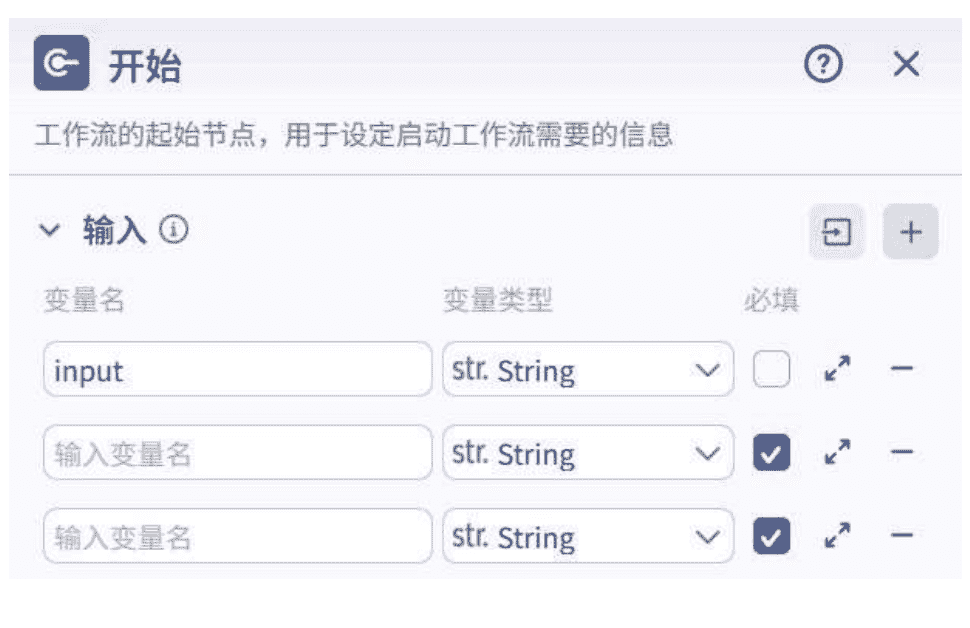 开始
工作流的起始节点，用于设定启动工作流需要的信息
输入
变量名 变量类型 必填
input str. String
输入变量名 str. String
输入变量名 str. String